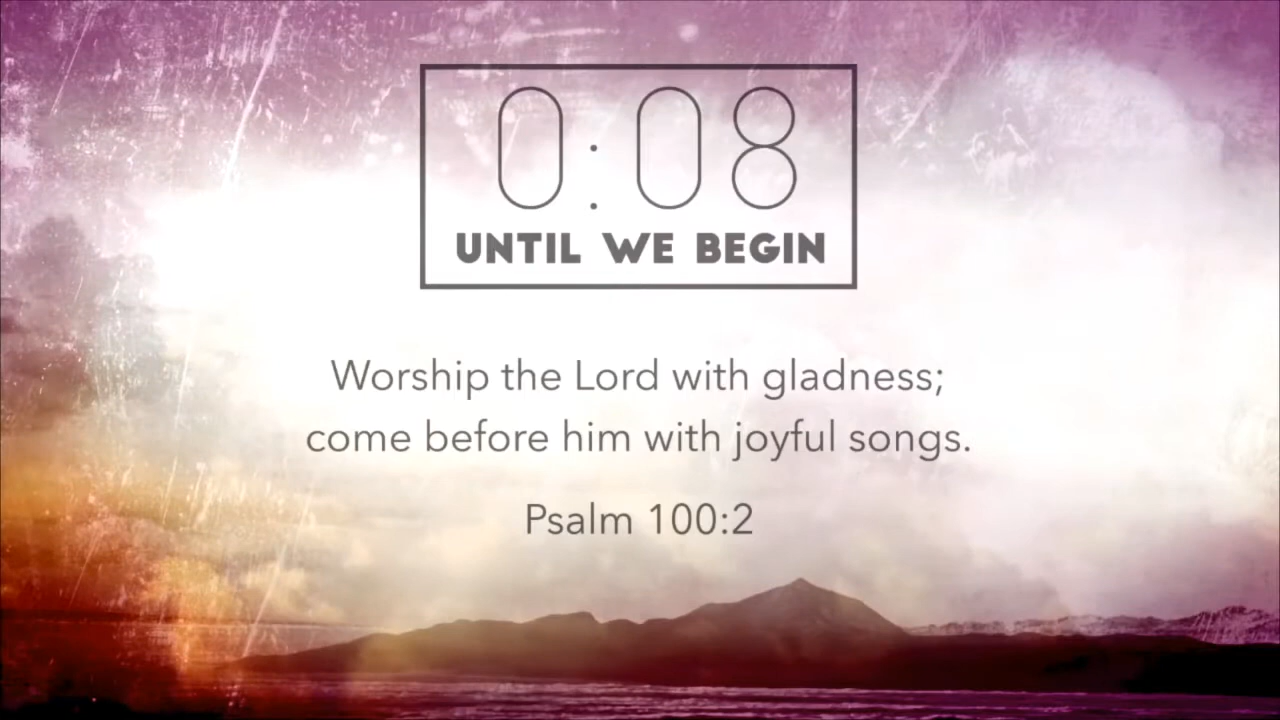 0:08
UNTIL WE BEGIN
Worship the Lord with gladness;
come before him with joyful songs.
Psalm 100:2